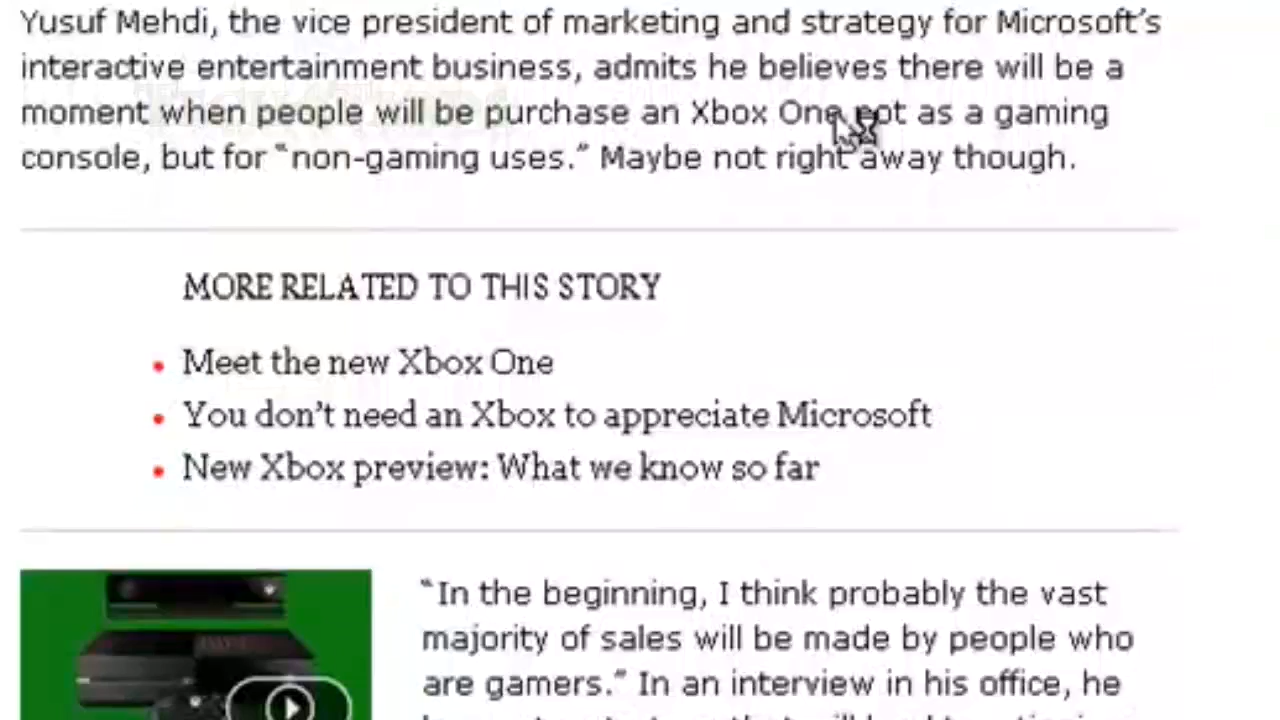 Yusuf Mehdi, the vice president of marketing and strategy for Microsoft’s
interactive entertainment business, admits he believes there will be a
moment when people will be purchase an Xbox One not as a gaming
console, but for “non-gaming uses.” Maybe not right away though.
MORE RELATED TO THIS STORY
• Meet the new Xbox One
• You don’t need an Xbox to appreciate Microsoft
• New Xbox preview: What we know so far
“In the beginning, I think probably the vast
majority of sales will be made by people who
are gamers.” In an interview in his office, he